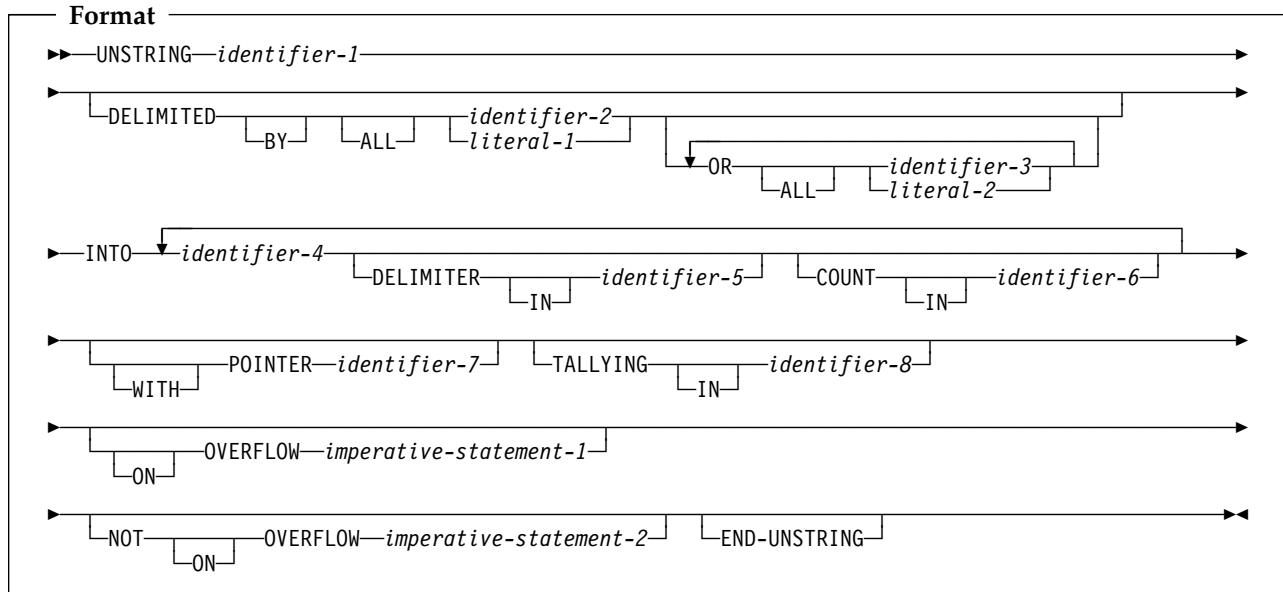 Format
UNSTRING identifier-1
DELIMITED identifier-2
BY ALL literal-1
OR identifier-3
ALL literal-2
INTO identifier-4
DELIMITER identifier-5 COUNT identifier-6
IN IN
POINTER identifier-7 TALLYING identifier-8
WITH IN
OVERFLOW imperative-statement-1
ON
NOT OVERFLOW imperative-statement-2 END-UNSTRING
ON